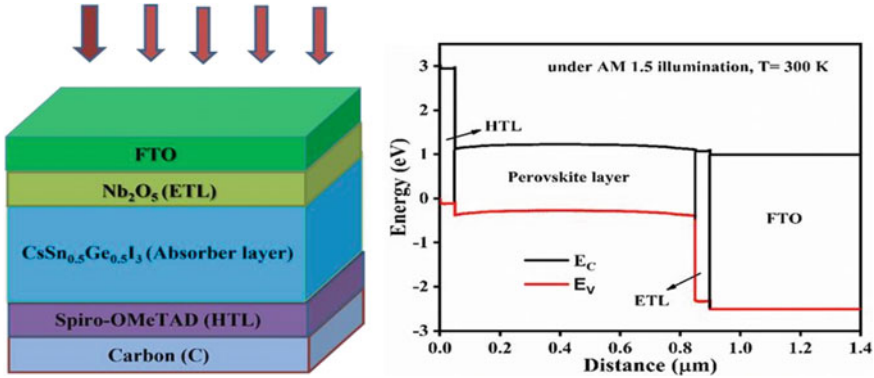 FTO
Nb₂O₅ (ETL)
CsSn₀.₅Ge₀.₅I₃ (Absorber layer)
Spiro-OMeTAD (HTL)
Carbon (C)
under AM 1.5 illumination, T= 300 K
HTL
Perovskite layer
FTO
E_C
E_V
ETL
Energy (eV)
3
2
1
0
-1
-2
-3
0.0 0.2 0.4 0.6 0.8 1.0 1.2 1.4
Distance (μm)